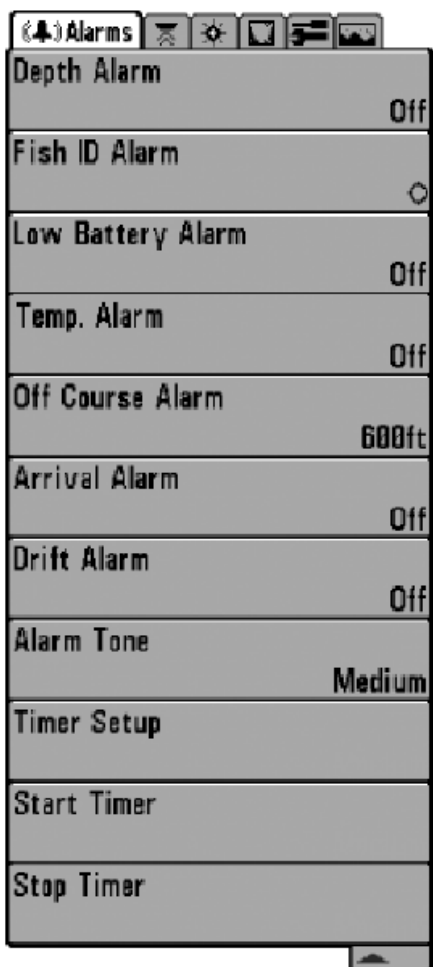 Alarms
Depth Alarm
Off
Fish ID Alarm
Low Battery Alarm
Off
Temp. Alarm
Off
Off Course Alarm
600ft
Arrival Alarm
Off
Drift Alarm
Off
Alarm Tone
Medium
Timer Setup
Start Timer
Stop Timer